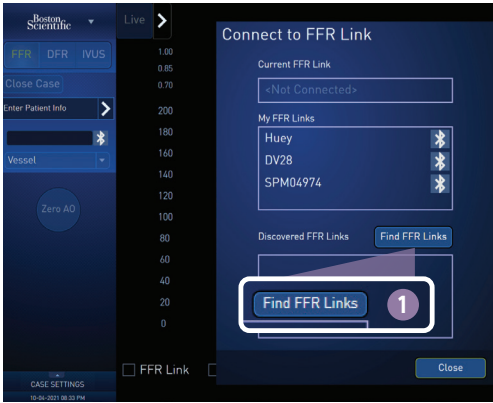 Boston
Scientific
FFR DFR IVUS
Close Case
Enter Patient Info
Vessel
Zero AO
CASE SETTINGS
10-04-2021 08:33 PM
Live
1.00
0.85
0.70
200
180
160
140
120
100
80
60
40
20
0
FFR Link
Connect to FFR Link
Current FFR Link
<Not Connected>
My FFR Links
Huey
DV28
SPM04974
Discovered FFR Links Find FFR Links
Find FFR Links 1
Close